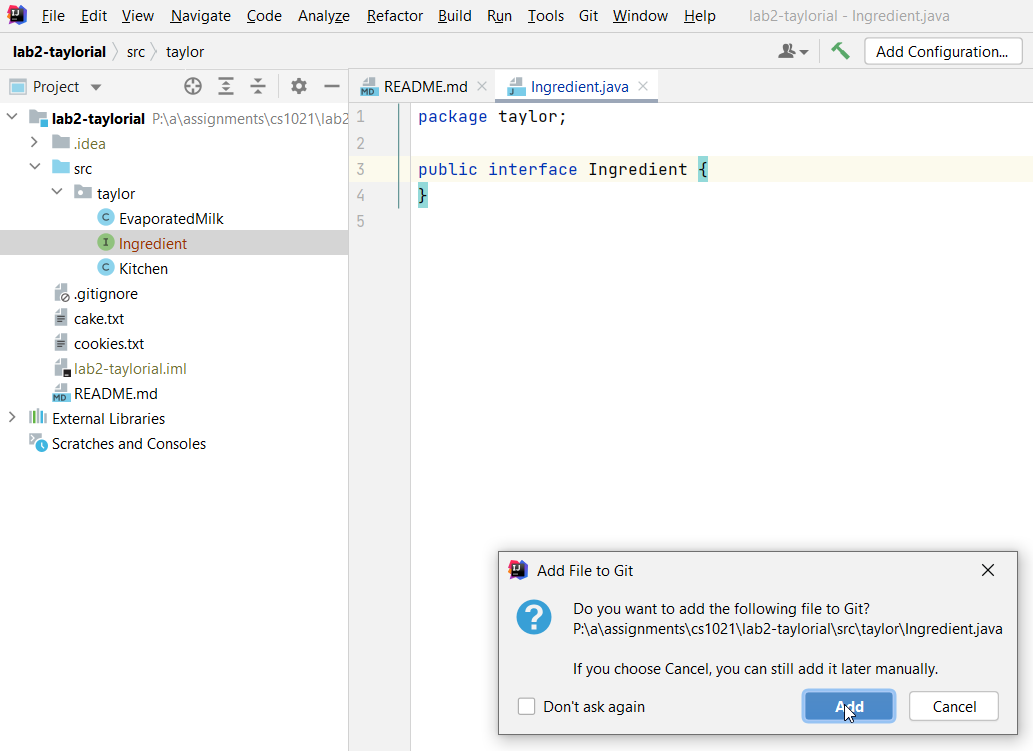 File Edit View Navigate Code Analyze Refactor Build Run Tools Git Window Help lab2-taylorial - Ingredient.java
lab2-taylorial src taylor Add Configuration...
Project
README.md
Ingredient.java
lab2-taylorial P:\a\assignments\cs1021\lab2
.idea
src
taylor
C EvaporatedMilk
I Ingredient
C Kitchen
.gitignore
cake.txt
cookies.txt
lab2-taylorial.iml
MD README.md
External Libraries
Scratches and Consoles
1 package taylor;
2
3 public interface Ingredient {
4 }
5
Add File to Git
Do you want to add the following file to Git?
P:\a\assignments\cs1021\lab2-taylorial\src\taylor\Ingredient.java
If you choose Cancel, you can still add it later manually.
Don't ask again
Add
Cancel